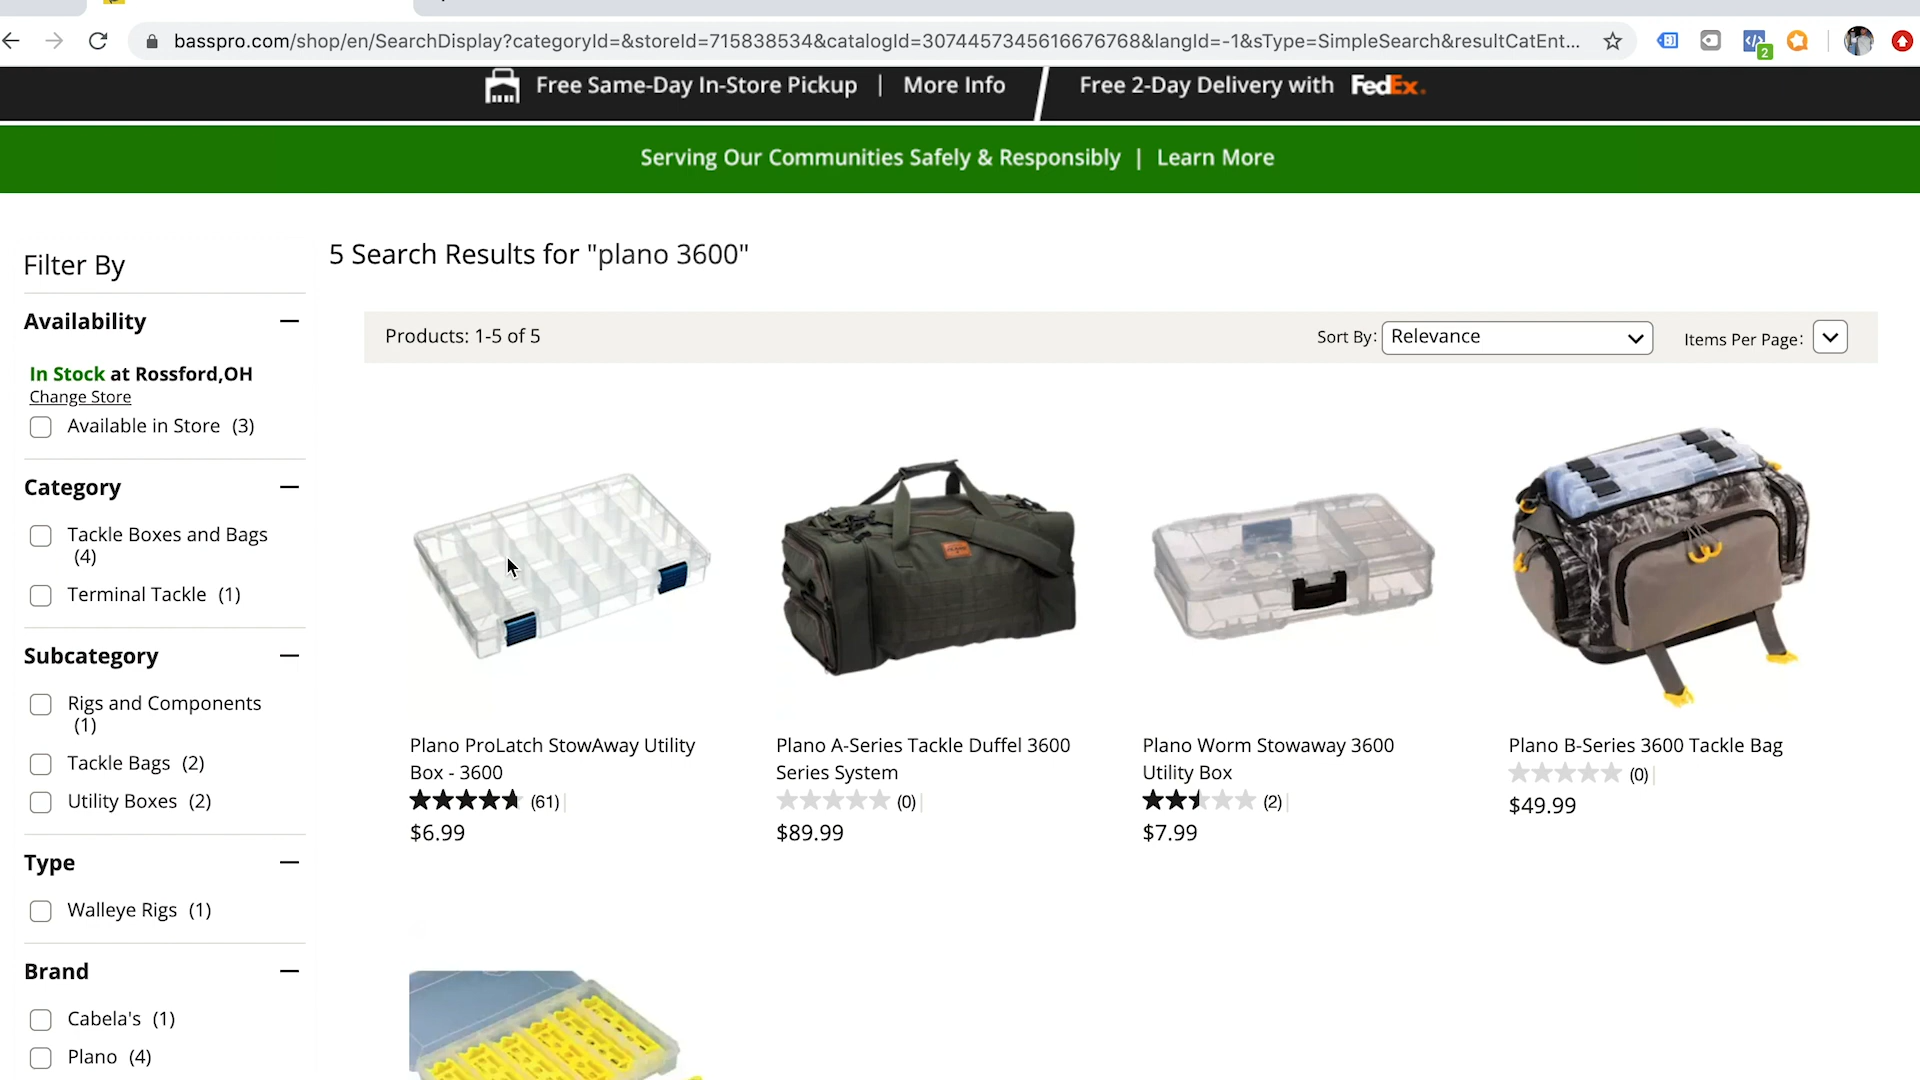 basspro.com/shop/en/SearchDisplay?categoryId=&storeId=715838534&catalogId=3074457345616676768&langId=-1&sType=SimpleSearch&resultCatEnt...
2
Free Same-Day In-Store Pickup | More Info
Free 2-Day Delivery with FedEx.
Serving Our Communities Safely & Responsibly | Learn More
Filter By
Availability
In Stock at Rossford,OH
Change Store
Available in Store (3)
Category
Tackle Boxes and Bags
(4)
Terminal Tackle (1)
Subcategory
Rigs and Components
(1)
Tackle Bags (2)
Utility Boxes (2)
Type
Walleye Rigs (1)
Brand
Cabela's (1)
Plano (4)
5 Search Results for "plano 3600"
Products: 1-5 of 5
Sort By: Relevance
Items Per Page:
Plano ProLatch StowAway Utility
Box - 3600
(61)
$6.99
Plano A-Series Tackle Duffel 3600
Series System
(0)
$89.99
Plano Worm Stowaway 3600
Utility Box
(2)
$7.99
Plano B-Series 3600 Tackle Bag
(0)
$49.99